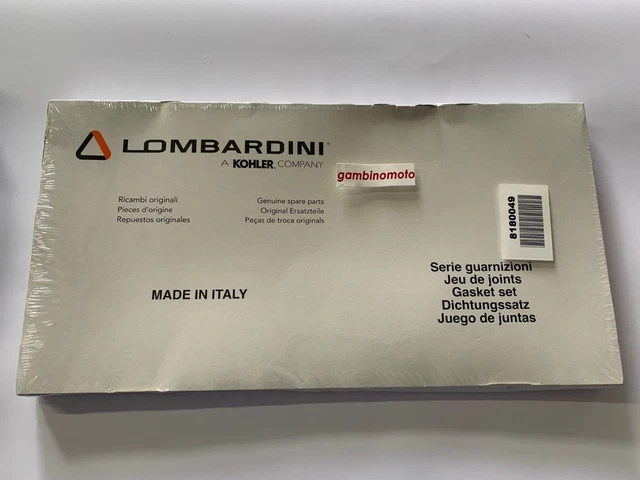 LOMBARDINI®
A KOHLER COMPANY
gambinomoto
Ricambi originali
Pieces d'origine
Repuestos originales
Genuine spare parts
Original Ersatzteile
Peças de troca originals
8180049
MADE IN ITALY
Serie guarnizioni
Jeu de joints
Gasket set
Dichtungssatz
Juego de juntas